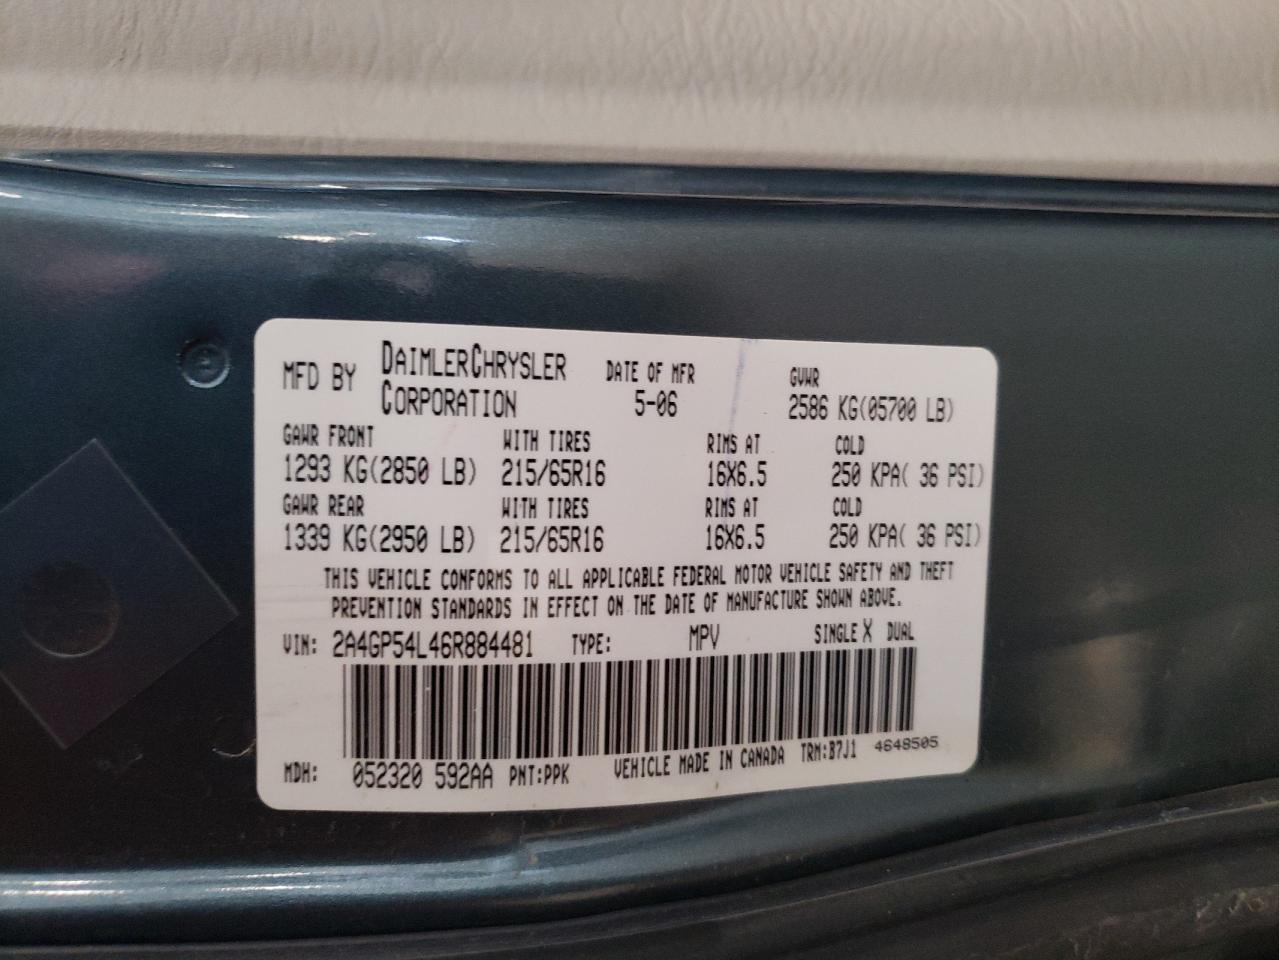 MFD BY DAIMLERCHRYSLER CORPORATION DATE OF MFR 5-06 GVWR 2586 KG(05700 LB)
GAWR FRONT WITH TIRES RIMS AT COLD
1293 KG(2850 LB) 215/65R16 16X6.5 250 KPA( 36 PSI)
GAWR REAR WITH TIRES RIMS AT COLD
1339 KG(2950 LB) 215/65R16 16X6.5 250 KPA( 36 PSI)
THIS VEHICLE CONFORMS TO ALL APPLICABLE FEDERAL MOTOR VEHICLE SAFETY AND THEFT
PREVENTION STANDARDS IN EFFECT ON THE DATE OF MANUFACTURE SHOWN ABOVE.
VIN: 2A4GP54L46R884481 TYPE: MPV SINGLE X DUAL
MDH: 052320 592AA PNT:PPK VEHICLE MADE IN CANADA TRM:B7J1 4648505